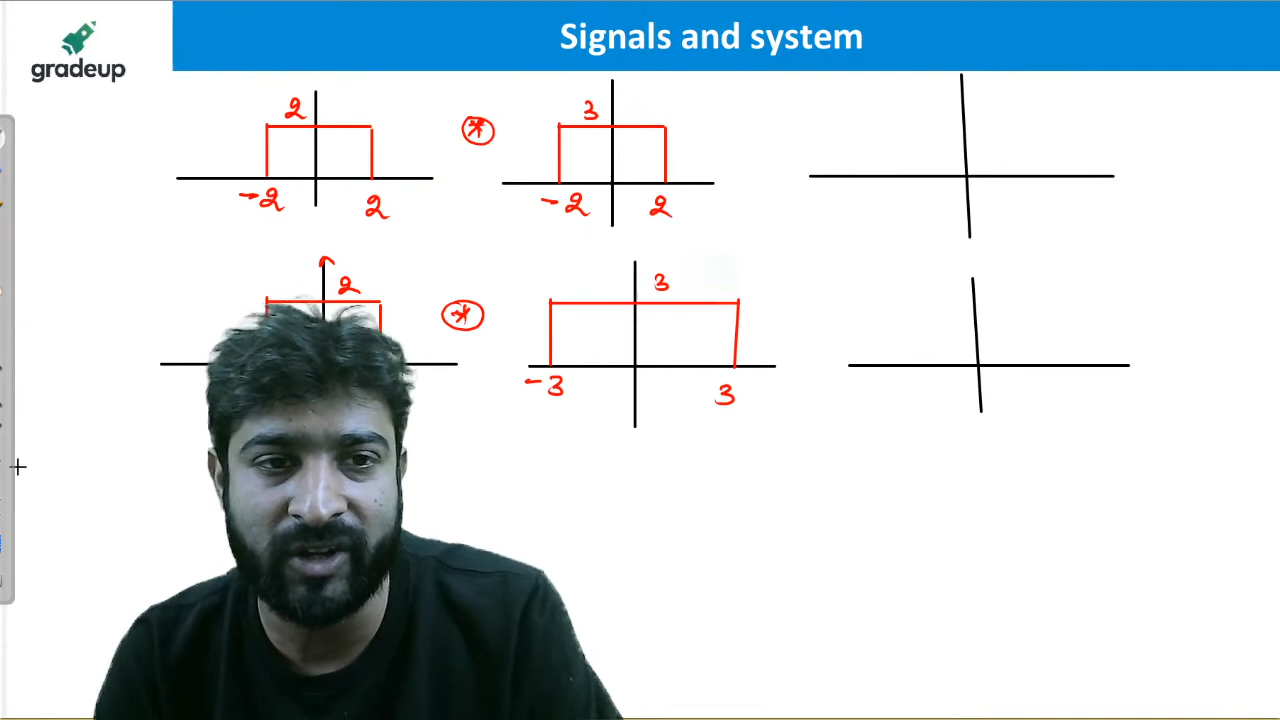 Signals and system
gradeup
2 * 3
-2 2 -2 2
2 * 3
-3 3